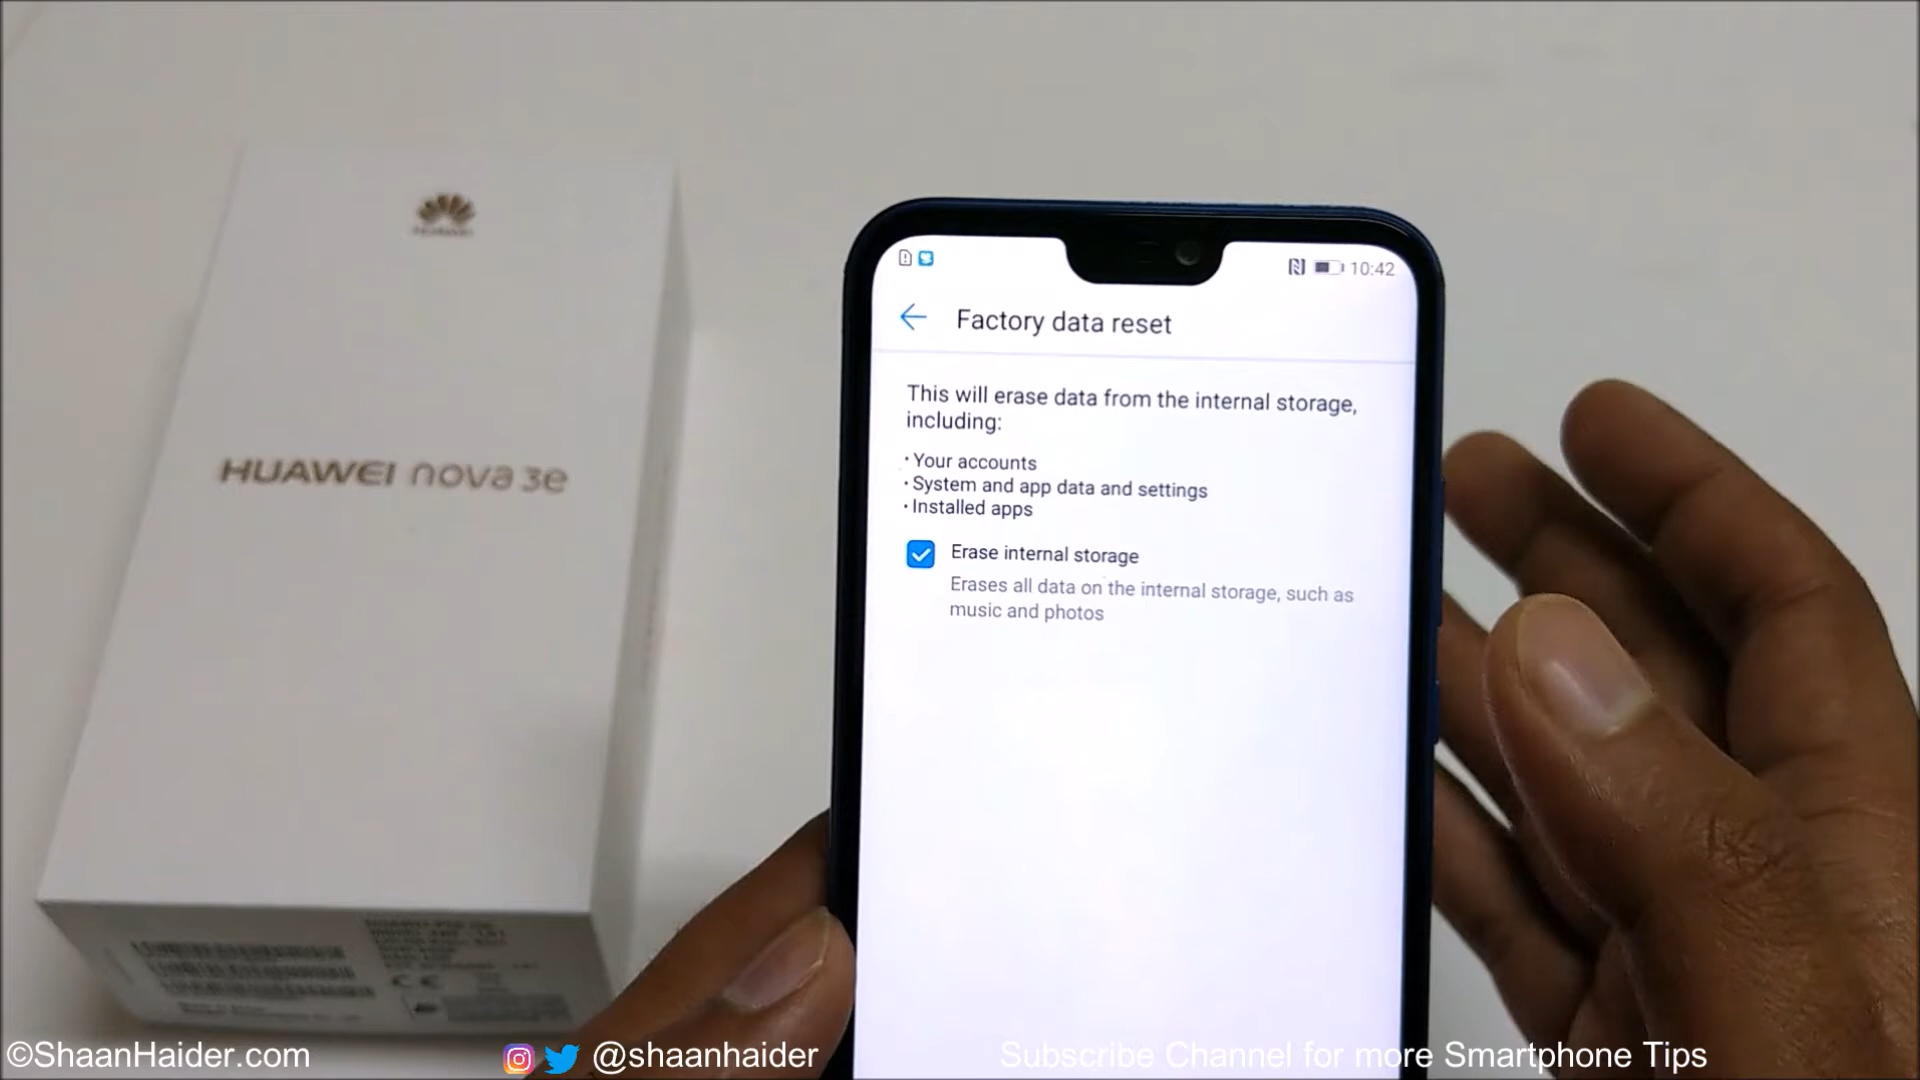 HUAWEI
HUAWEI nova 3e
10:42
Factory data reset
This will erase data from the internal storage,
including:
• Your accounts
• System and app data and settings
• Installed apps
Erase internal storage
Erases all data on the internal storage, such as
music and photos
©ShaanHaider.com
@shaanhaider
Subscribe Channel for more Smartphone Tips